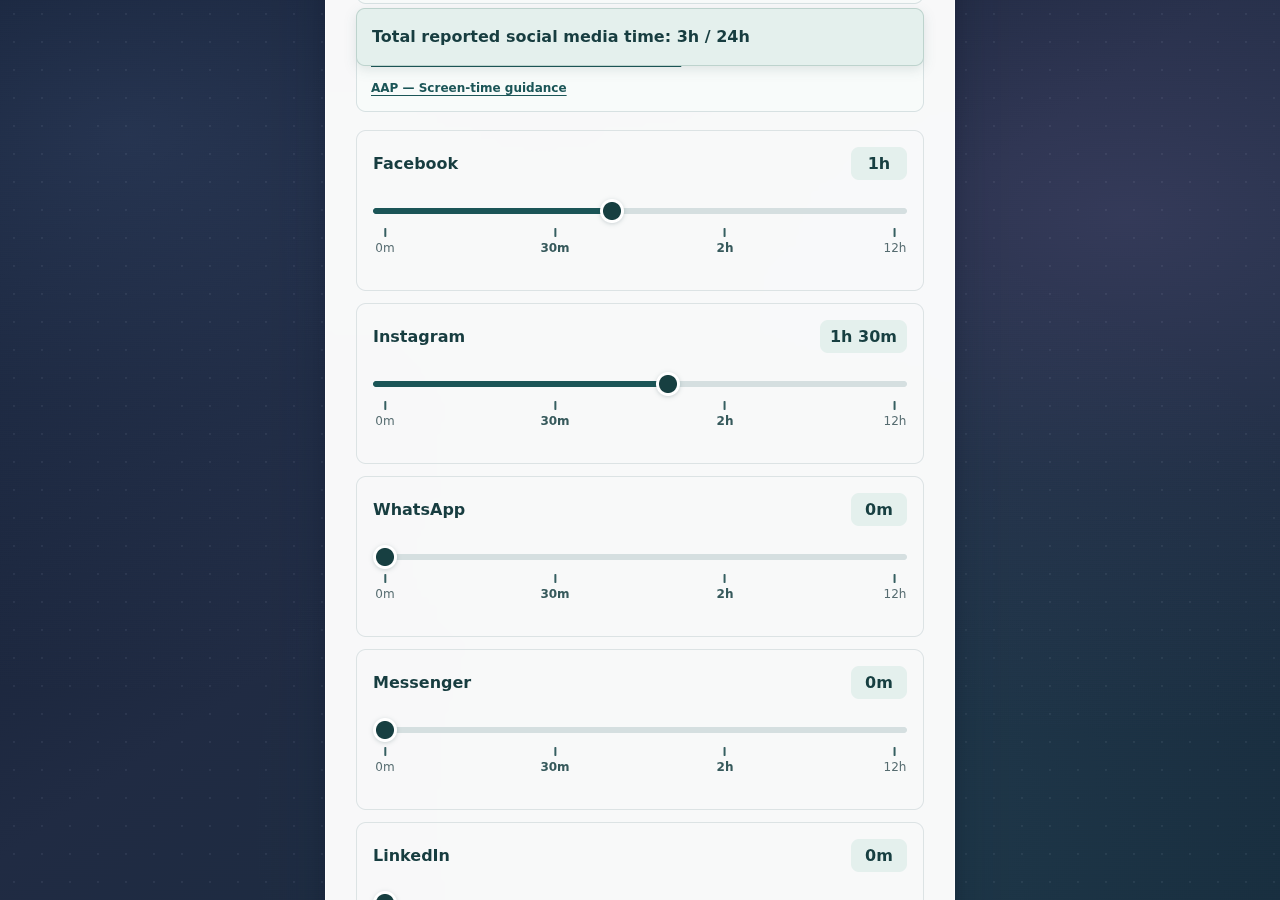 Total reported social media time: 3h / 24h
AAP — Screen-time guidance
Facebook
1h
0m 30m 2h 12h
Instagram
1h 30m
0m 30m 2h 12h
WhatsApp
0m
0m 30m 2h 12h
Messenger
0m
0m 30m 2h 12h
LinkedIn
0m